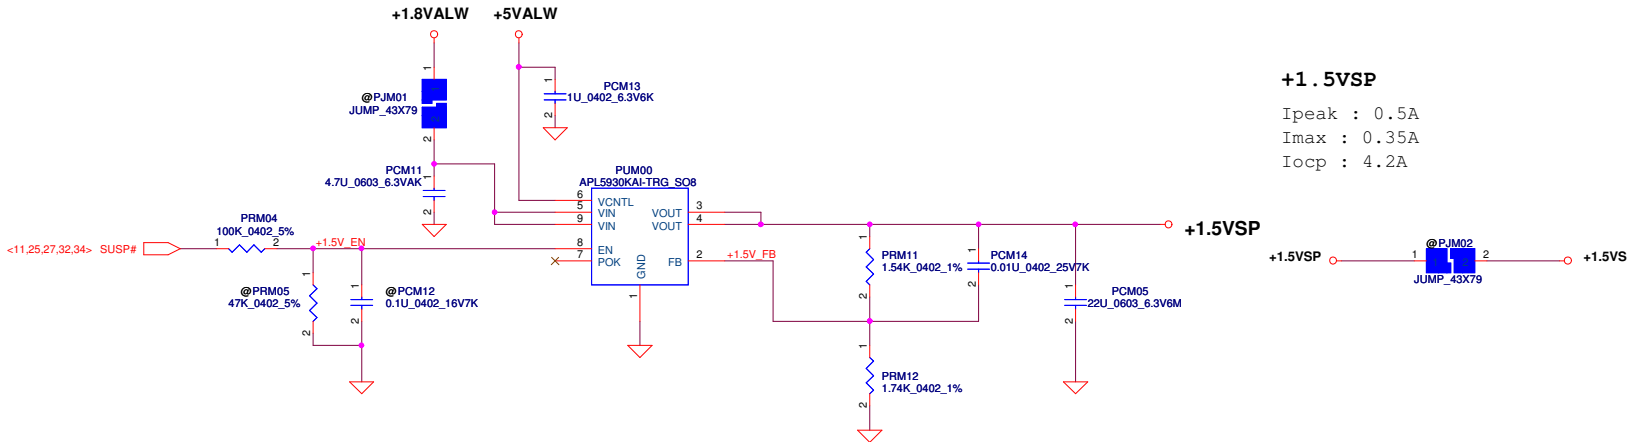 +1.8VALW
+5VALW
1
@PJM01
JUMP_43X79
1
2
2
1
PCM13
1U_0402_6.3V6K
2
PCM11
4.7U_0603_6.3VAK
1
2
PUM00
APL5930KAI-TRG_SO8
6
5
9
8
7
VCNTL
VIN
VIN
EN
POK
GND
1
VOUT
VOUT
FB
3
4
2
<11,25,27,32,34> SUSP#
PRM04
100K_0402_5%
1
2
+1.5V_EN
@PRM05
47K_0402_5%
1
2
@PCM12
0.1U_0402_16V7K
1
2
+1.5V_FB
PRM11
1.54K_0402_1%
1
2
PCM14
0.01U_0402_25V7K
1
2
PCM05
22U_0603_6.3V6M
1
2
PRM12
1.74K_0402_1%
1
2
+1.5VSP
+1.5VSP
Ipeak : 0.5A
Imax : 0.35A
Iocp : 4.2A
+1.5VSP
1
@PJM02
1
2
JUMP_43X79
2
+1.5VS